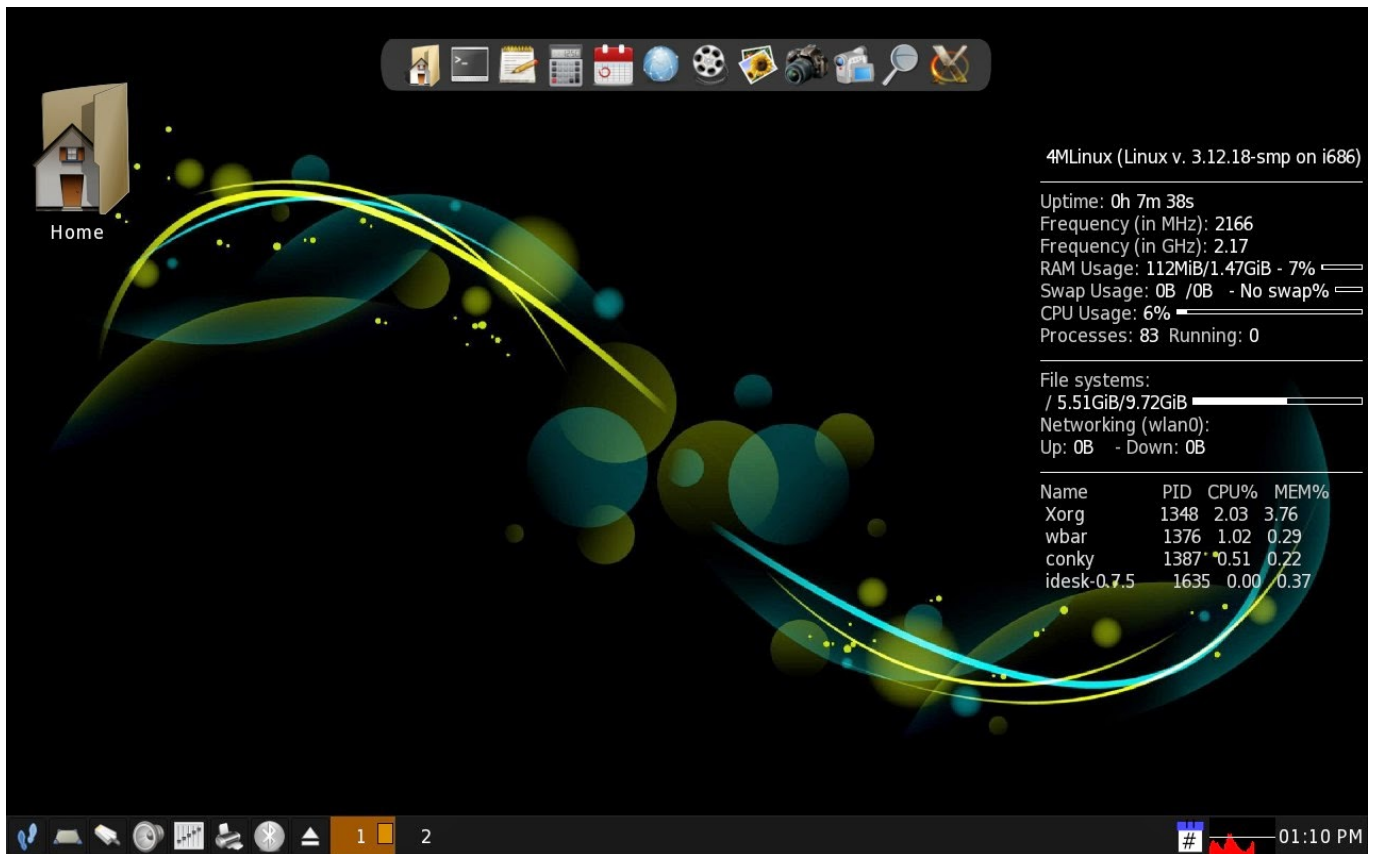 >_
Home
4MLinux (Linux v. 3.12.18-smp on i686)
Uptime: 0h 7m 38s
Frequency (in MHz): 2166
Frequency (in GHz): 2.17
RAM Usage: 112MiB/1.47GiB - 7%
Swap Usage: 0B /0B - No swap%
CPU Usage: 6%
Processes: 83 Running: 0
File systems:
/ 5.51GiB/9.72GiB
Networking (wlan0):
Up: 0B - Down: 0B
Name PID CPU% MEM%
Xorg 1348 2.03 3.76
wbar 1376 1.02 0.29
conky 1387 0.51 0.22
idesk-0.7.5 1635 0.00 0.37
1 2 # 01:10 PM